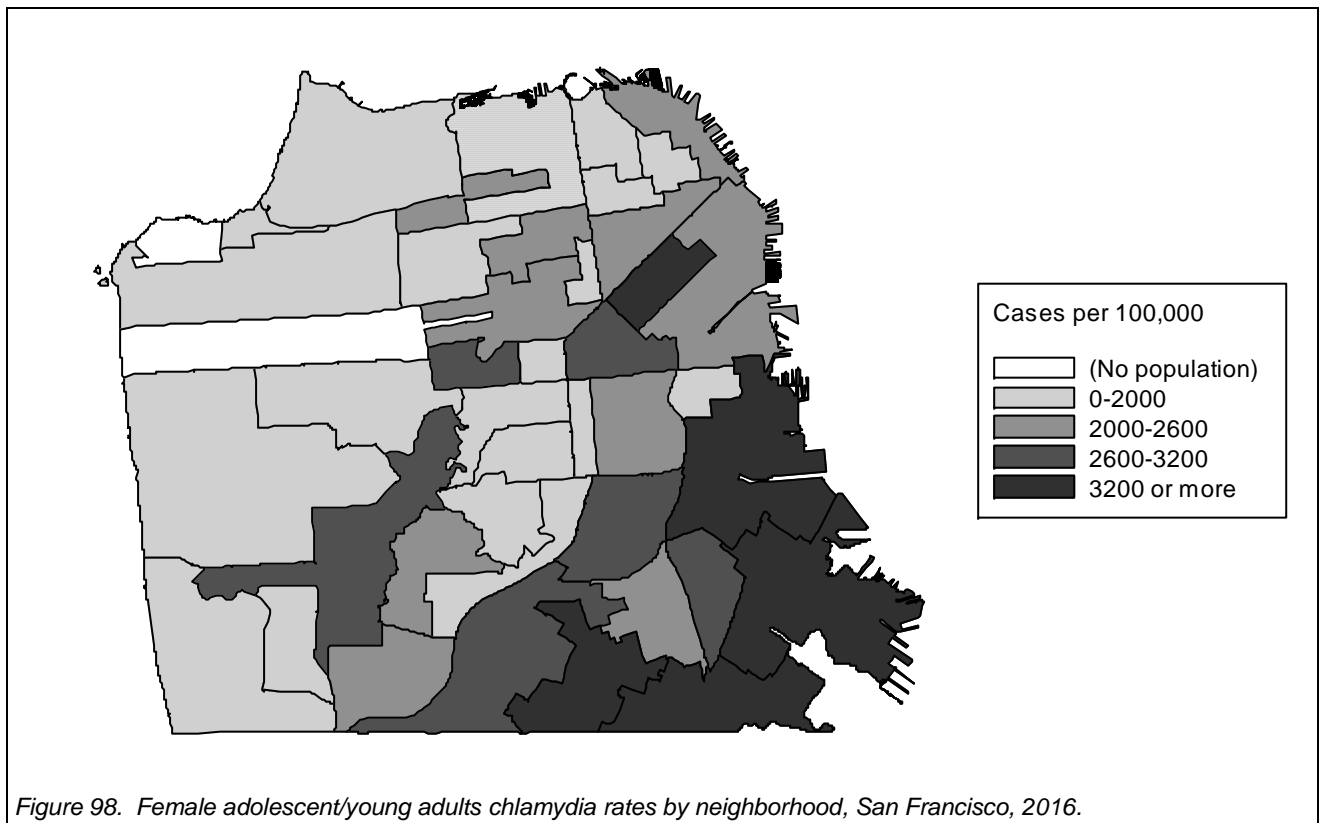 Cases per 100,000
(No population)
0-2000
2000-2600
2600-3200
3200 or more
Figure 98. Female adolescent/young adults chlamydia rates by neighborhood, San Francisco, 2016.